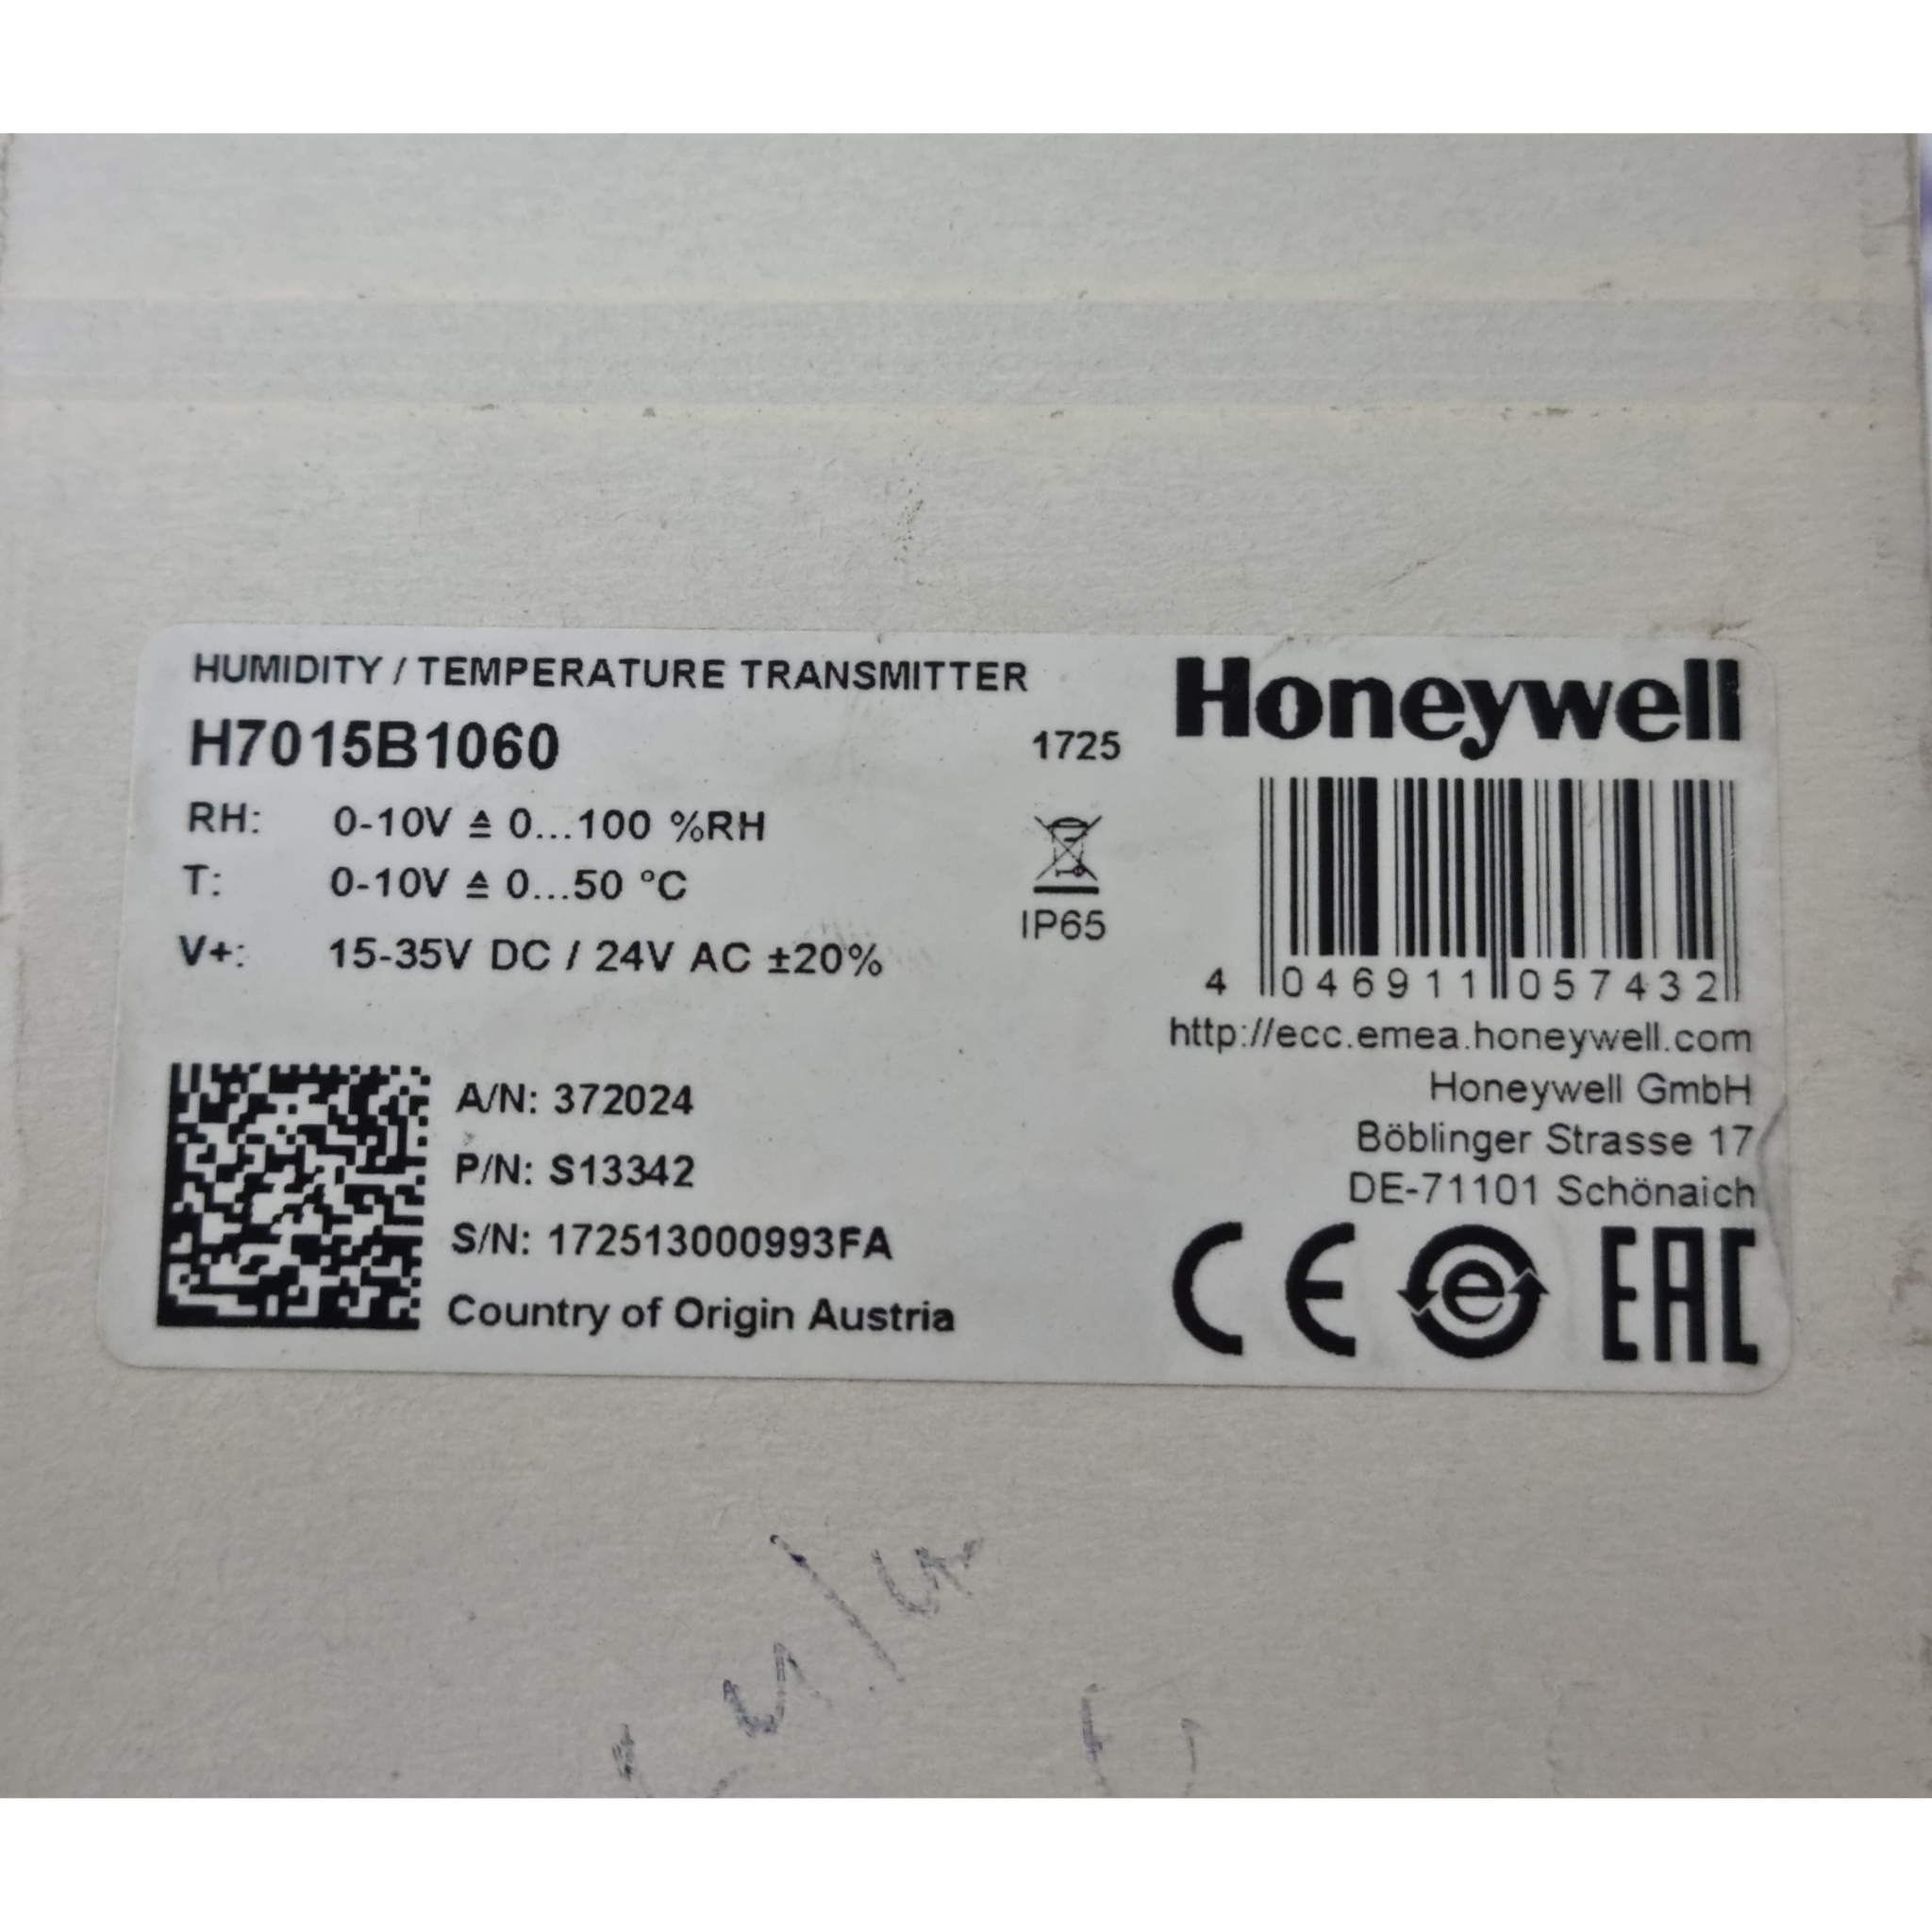 HUMIDITY / TEMPERATURE TRANSMITTER
H7015B1060
1725
RH: 0-10V ≙ 0...100 %RH
T: 0-10V ≙ 0...50 °C
V+: 15-35V DC / 24V AC ±20%
IP65
A/N: 372024
P/N: S13342
S/N: 172513000993FA
Country of Origin Austria
Honeywell
4 046911 057432
http://ecc.emea.honeywell.com
Honeywell GmbH
Böblinger Strasse 17
DE-71101 Schönaich
CE e EAC